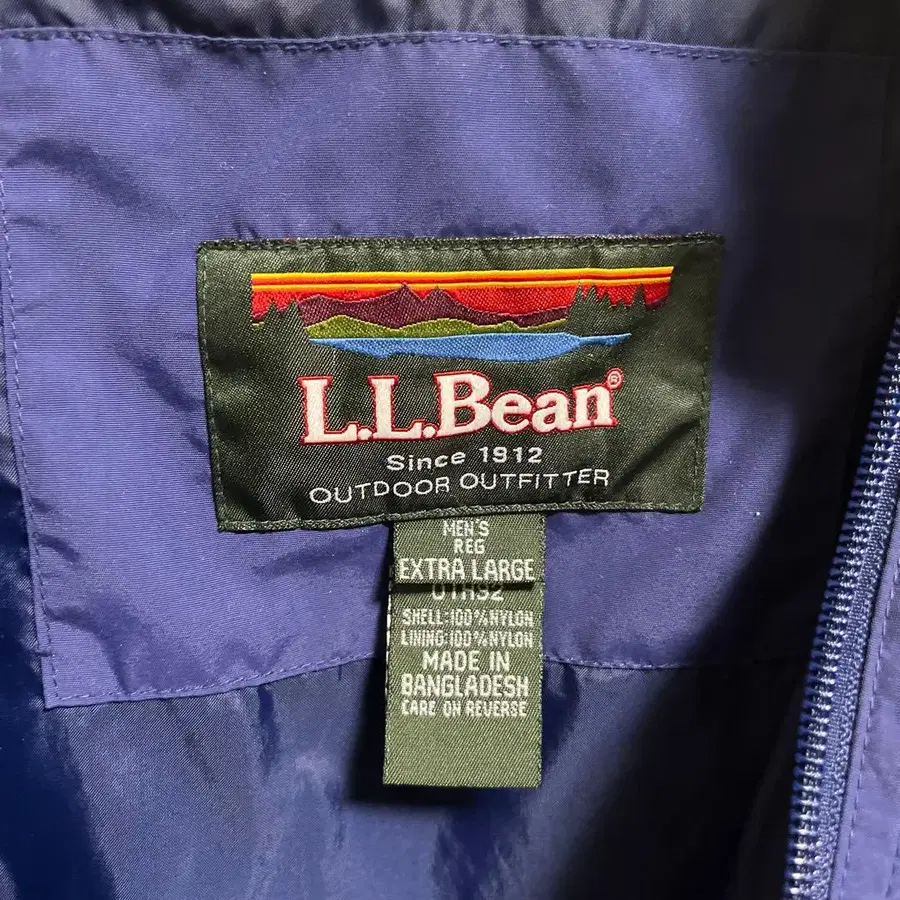 L.L.Bean®
Since 1912
OUTDOOR OUTFITTER
MEN'S
REG
EXTRA LARGE
SHELL:100%NYLON
LINING:100%NYLON
MADE IN
BANGLADESH
CARE ON REVERSE